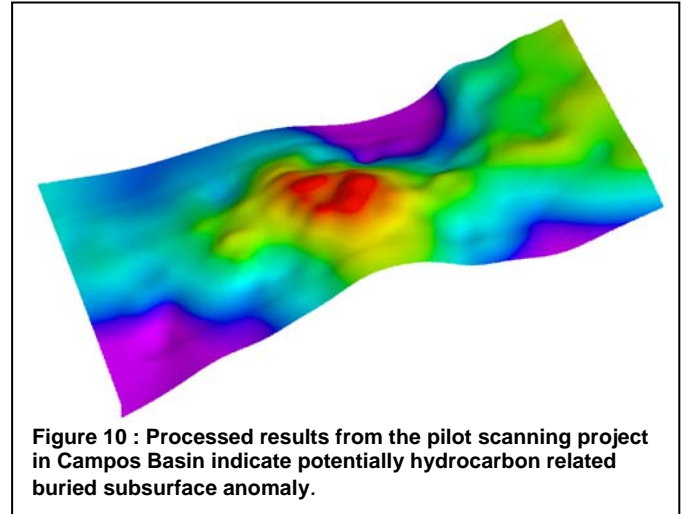 Figure 10 : Processed results from the pilot scanning project
in Campos Basin indicate potentially hydrocarbon related
buried subsurface anomaly.